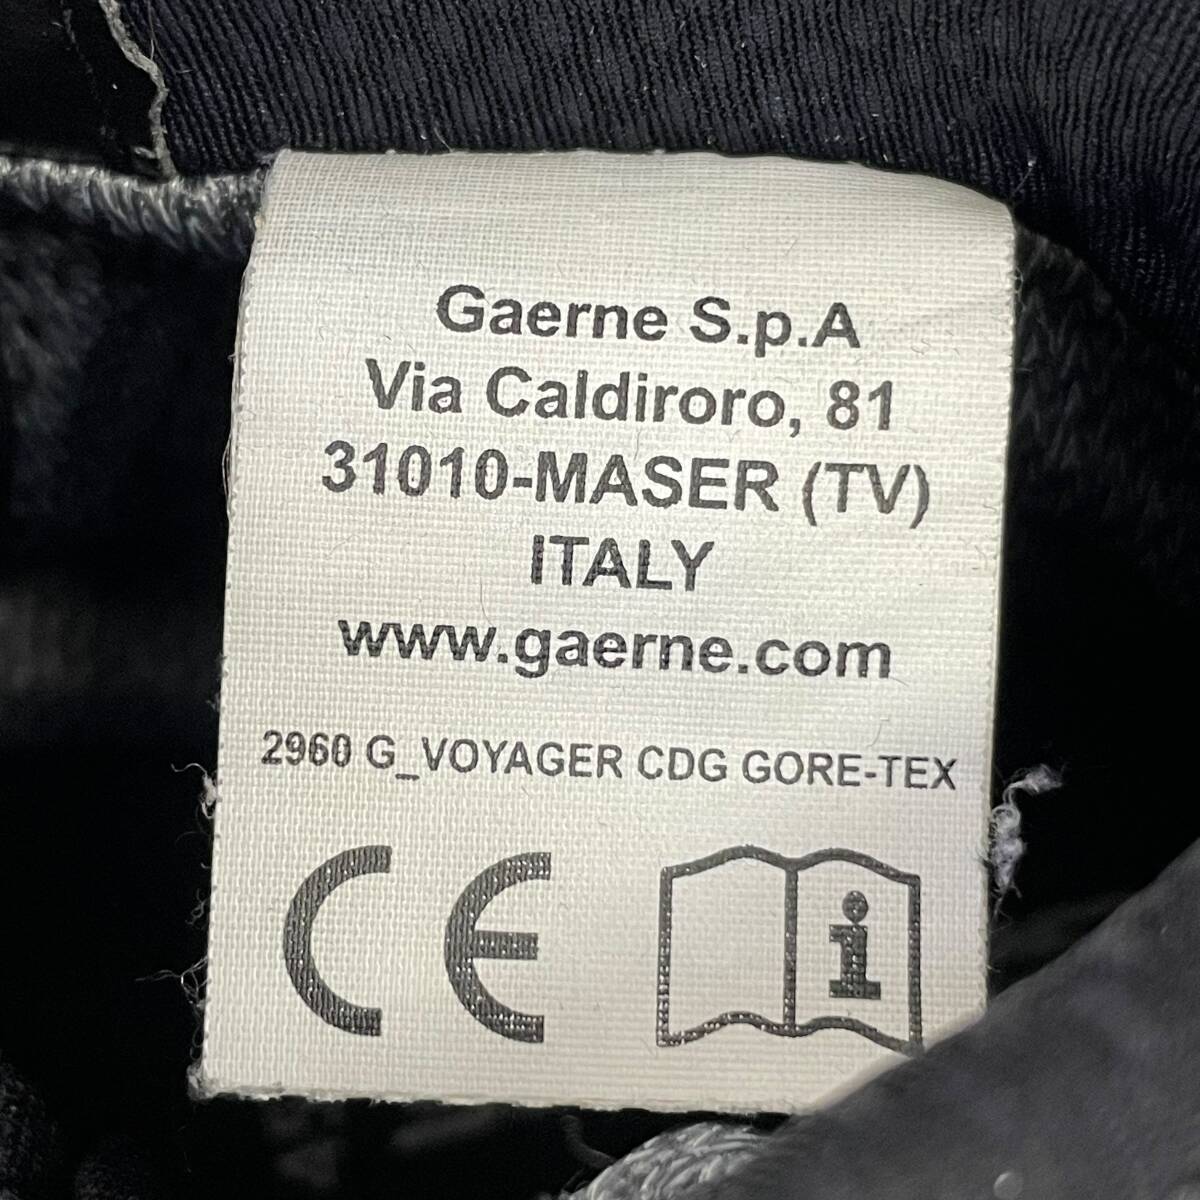 Gaerne S.p.A
Via Caldiroro, 81
31010-MASER (TV)
ITALY
www.gaerne.com
2960 G_VOYAGER CDG GORE-TEX
CE
i